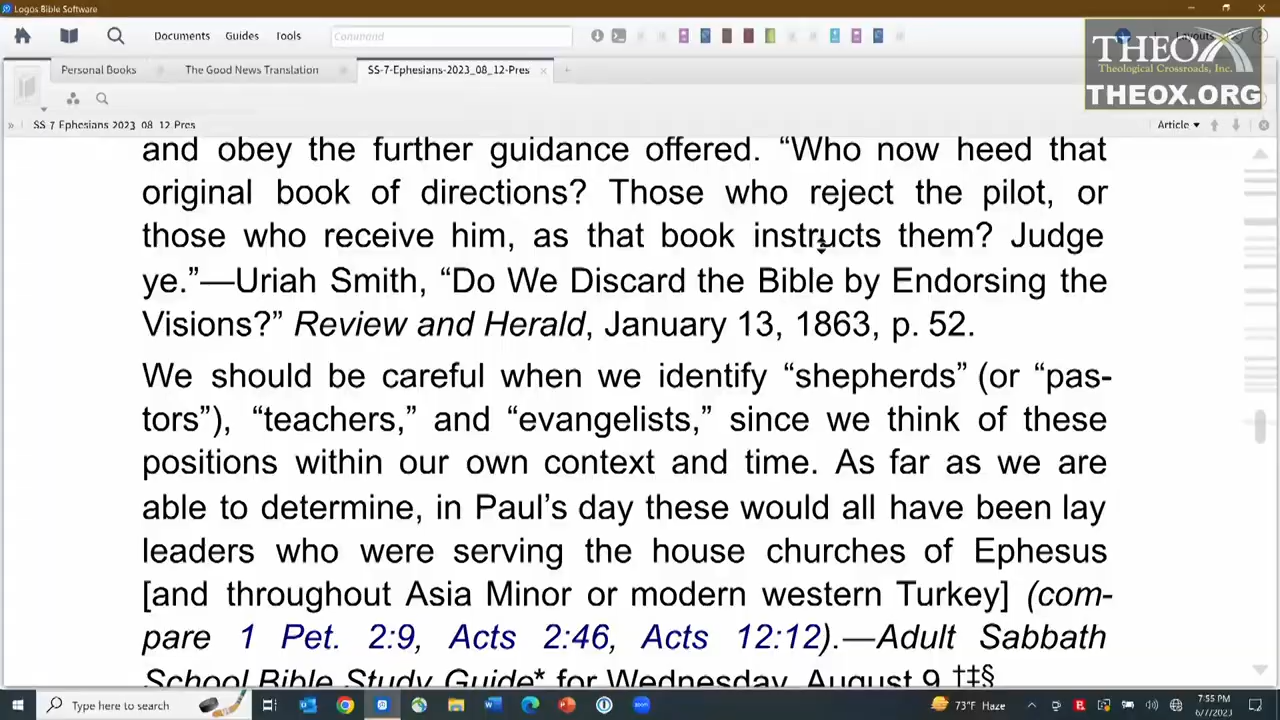 Logos Bible Software
Documents Guides Tools Command Layouts
THEOX
Theological Crossroads, Inc.
THEOX.ORG
Personal Books The Good News Translation SS-7-Ephesians-2023_08_12-Pres
SS-7-Ephesians-2023_08_12-Pres Article
and obey the further guidance offered. “Who now heed that
original book of directions? Those who reject the pilot, or
those who receive him, as that book instructs them? Judge
ye.”—Uriah Smith, “Do We Discard the Bible by Endorsing the
Visions?” Review and Herald, January 13, 1863, p. 52.
We should be careful when we identify “shepherds” (or “pas-
tors”), “teachers,” and “evangelists,” since we think of these
positions within our own context and time. As far as we are
able to determine, in Paul’s day these would all have been lay
leaders who were serving the house churches of Ephesus
[and throughout Asia Minor or modern western Turkey] (com-
pare 1 Pet. 2:9, Acts 2:46, Acts 12:12).—Adult Sabbath
School Bible Study Guide* for Wednesday, August 9.†‡§
Type here to search 73°F Haze 7:55 PM
6/7/2023